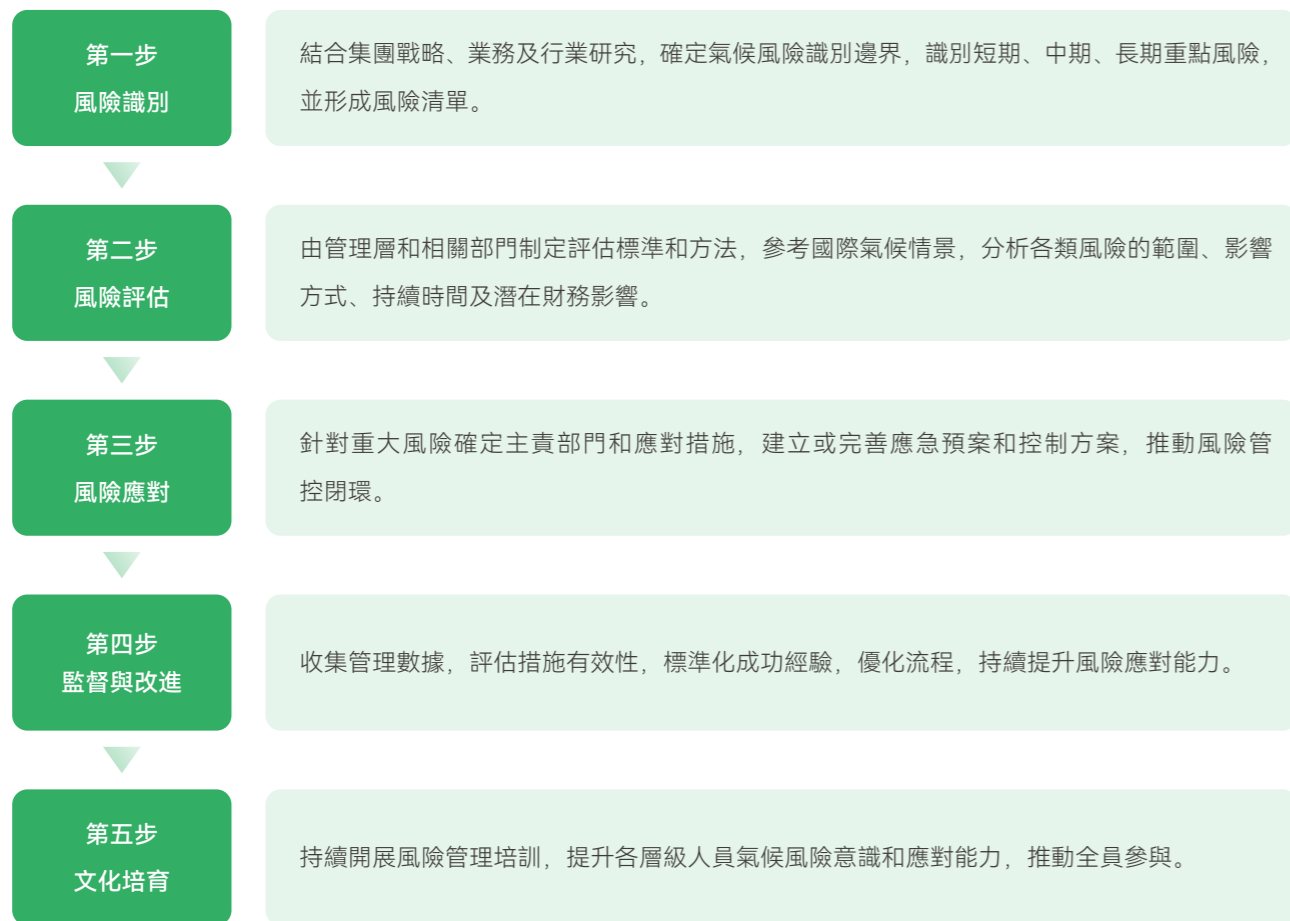 第一步
風險識別
結合集團戰略、業務及行業研究，確定氣候風險識別邊界，識別短期、中期、長期重點風險，
並形成風險清單。
第二步
風險評估
由管理層和相關部門制定評估標準和方法，參考國際氣候情景，分析各類風險的範圍、影響
方式、持續時間及潛在財務影響。
第三步
風險應對
針對重大風險確定主責部門和應對措施，建立或完善應急預案和控制方案，推動風險管
控閉環。
第四步
監督與改進
收集管理數據，評估措施有效性，標準化成功經驗，優化流程，持續提升風險應對能力。
第五步
文化培育
持續開展風險管理培訓，提升各層級人員氣候風險意識和應對能力，推動全員參與。